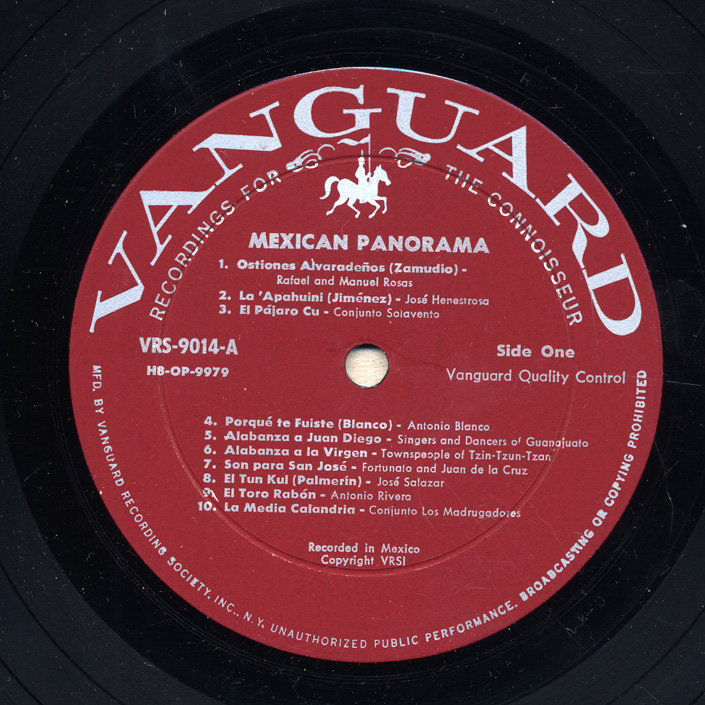 VANGUARD
RECORDINGS FOR THE CONNOISSEUR
MEXICAN PANORAMA
1. Ostiones Alvaradeños (Zamudio) -
Rafael and Manuel Rosas
2. La 'Apahuini (Jiménez) - José Henestrosa
3. El Pájaro Cu - Conjunto Solavento
VRS-9014-A
Side One
H8-OP-9979
Vanguard Quality Control
4. Porqué te Fuiste (Blanco) - Antonio Blanco
5. Alabanza a Juan Diego - Singers and Dancers of Guanajuato
6. Alabanza a la Virgen - Townspeople of Tzin-Tzun-Tzan
7. Son para San José - Fortunato and Juan de la Cruz
8. El Tun Kul (Palmerín) - José Salazar
9. El Toro Rabón - Antonio Rivera
10. La Media Calandria - Conjunto Los Madrugadores
Recorded in Mexico
Copyright VRSI
MFD. BY VANGUARD RECORDING SOCIETY, INC., N.Y. UNAUTHORIZED PUBLIC PERFORMANCE, BROADCASTING OR COPYING PROHIBITED